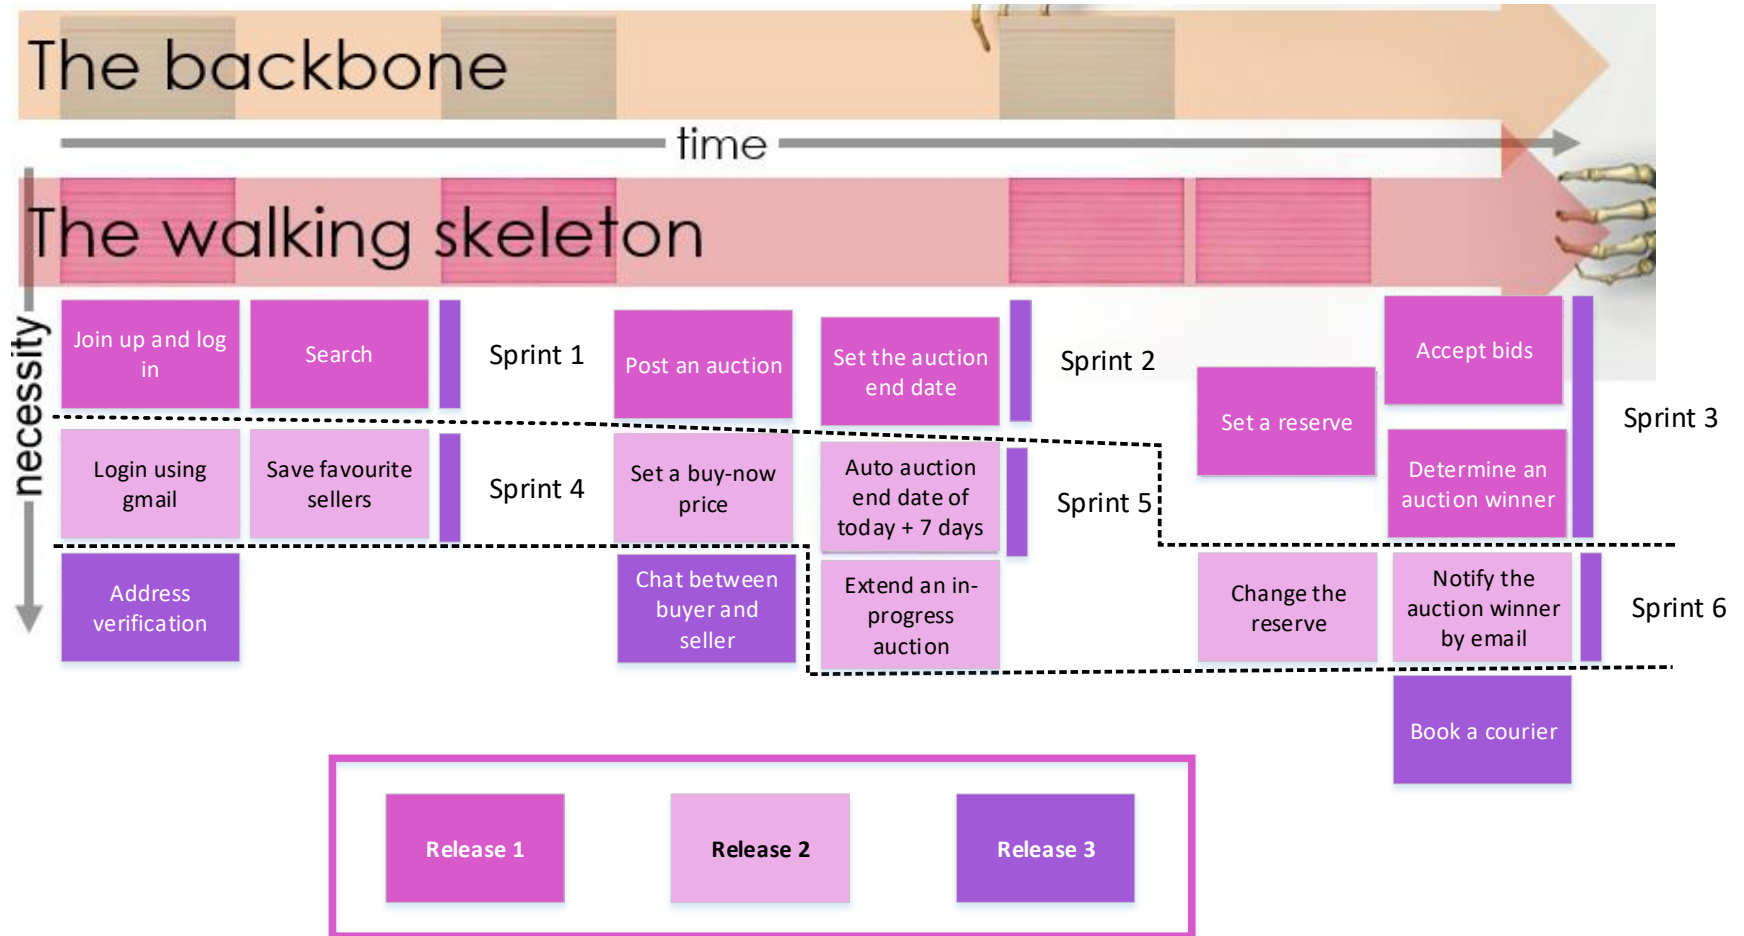 The backbone
time
The walking skeleton
necessity
Join up and log
in
Search
Sprint 1
Post an auction
Set the auction
end date
Sprint 2
Set a reserve
Accept bids
Determine an
auction winner
Sprint 3
Login using
gmail
Save favourite
sellers
Sprint 4
Set a buy-now
price
Auto auction
end date of
today + 7 days
Sprint 5
Address
verification
Chat between
buyer and
seller
Extend an in-
progress
auction
Change the
reserve
Notify the
auction winner
by email
Sprint 6
Book a courier
Release 1
Release 2
Release 3